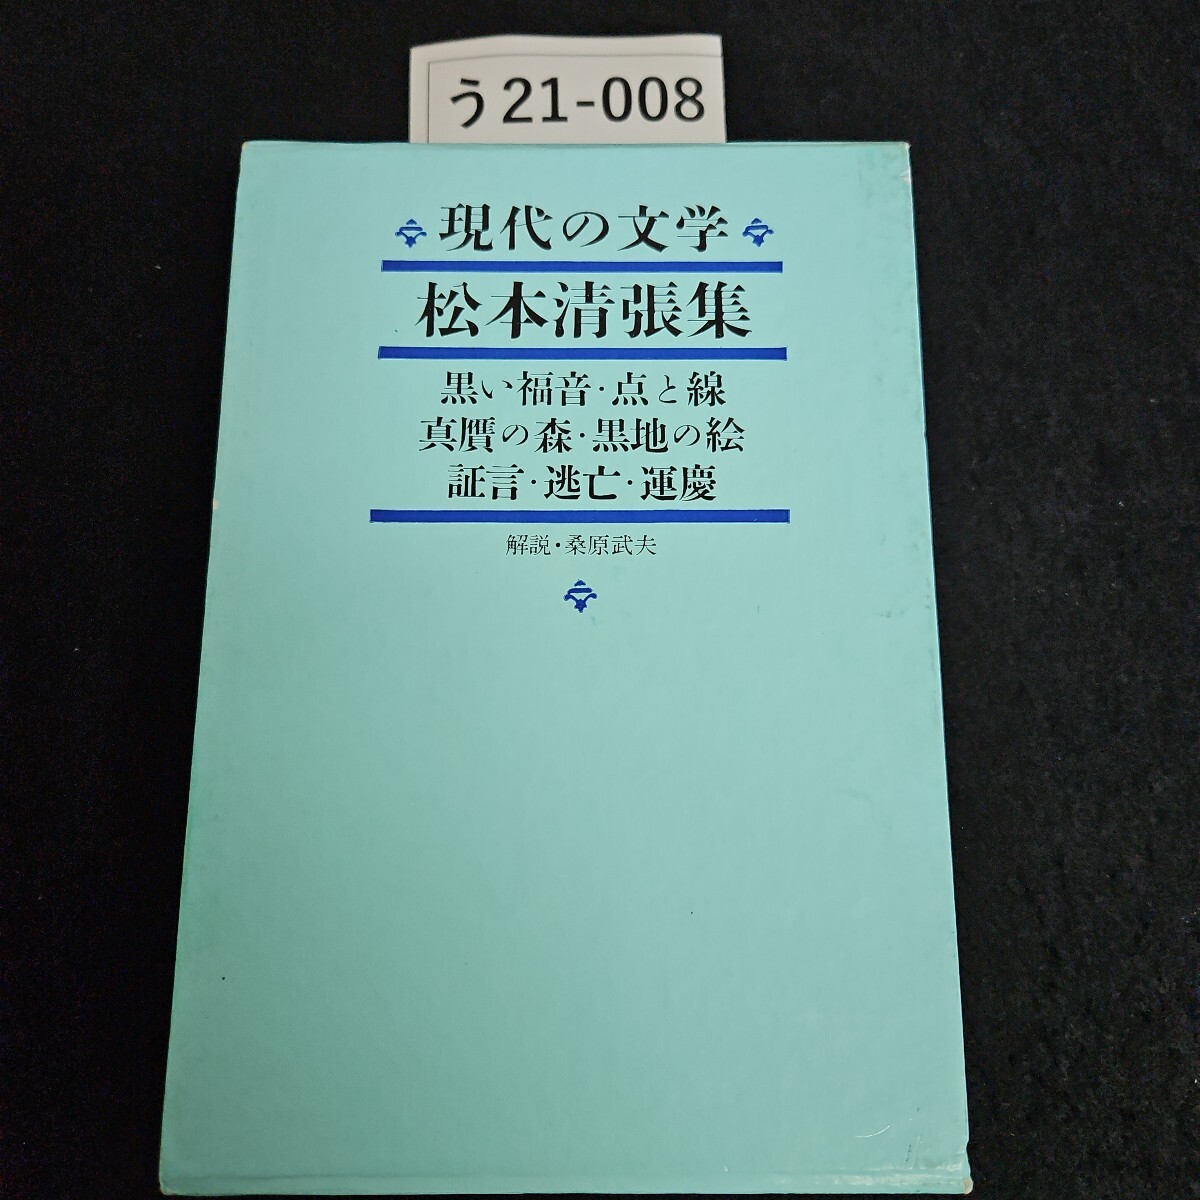 う21-008
現代の文学
松本清張集
黒い福音・点と線
真贋の森・黒地の絵
証言・逃亡・運慶
解説・桑原武夫